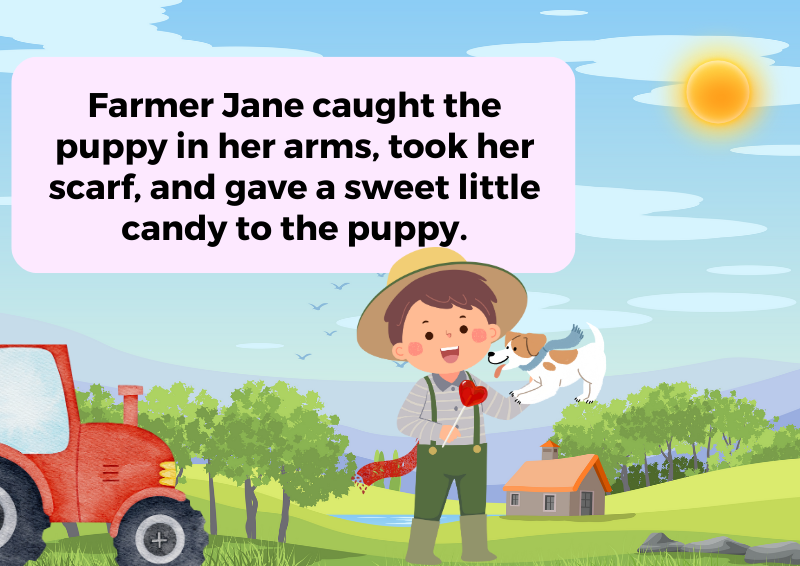 Farmer Jane caught the
puppy in her arms, took her
scarf, and gave a sweet little
candy to the puppy.